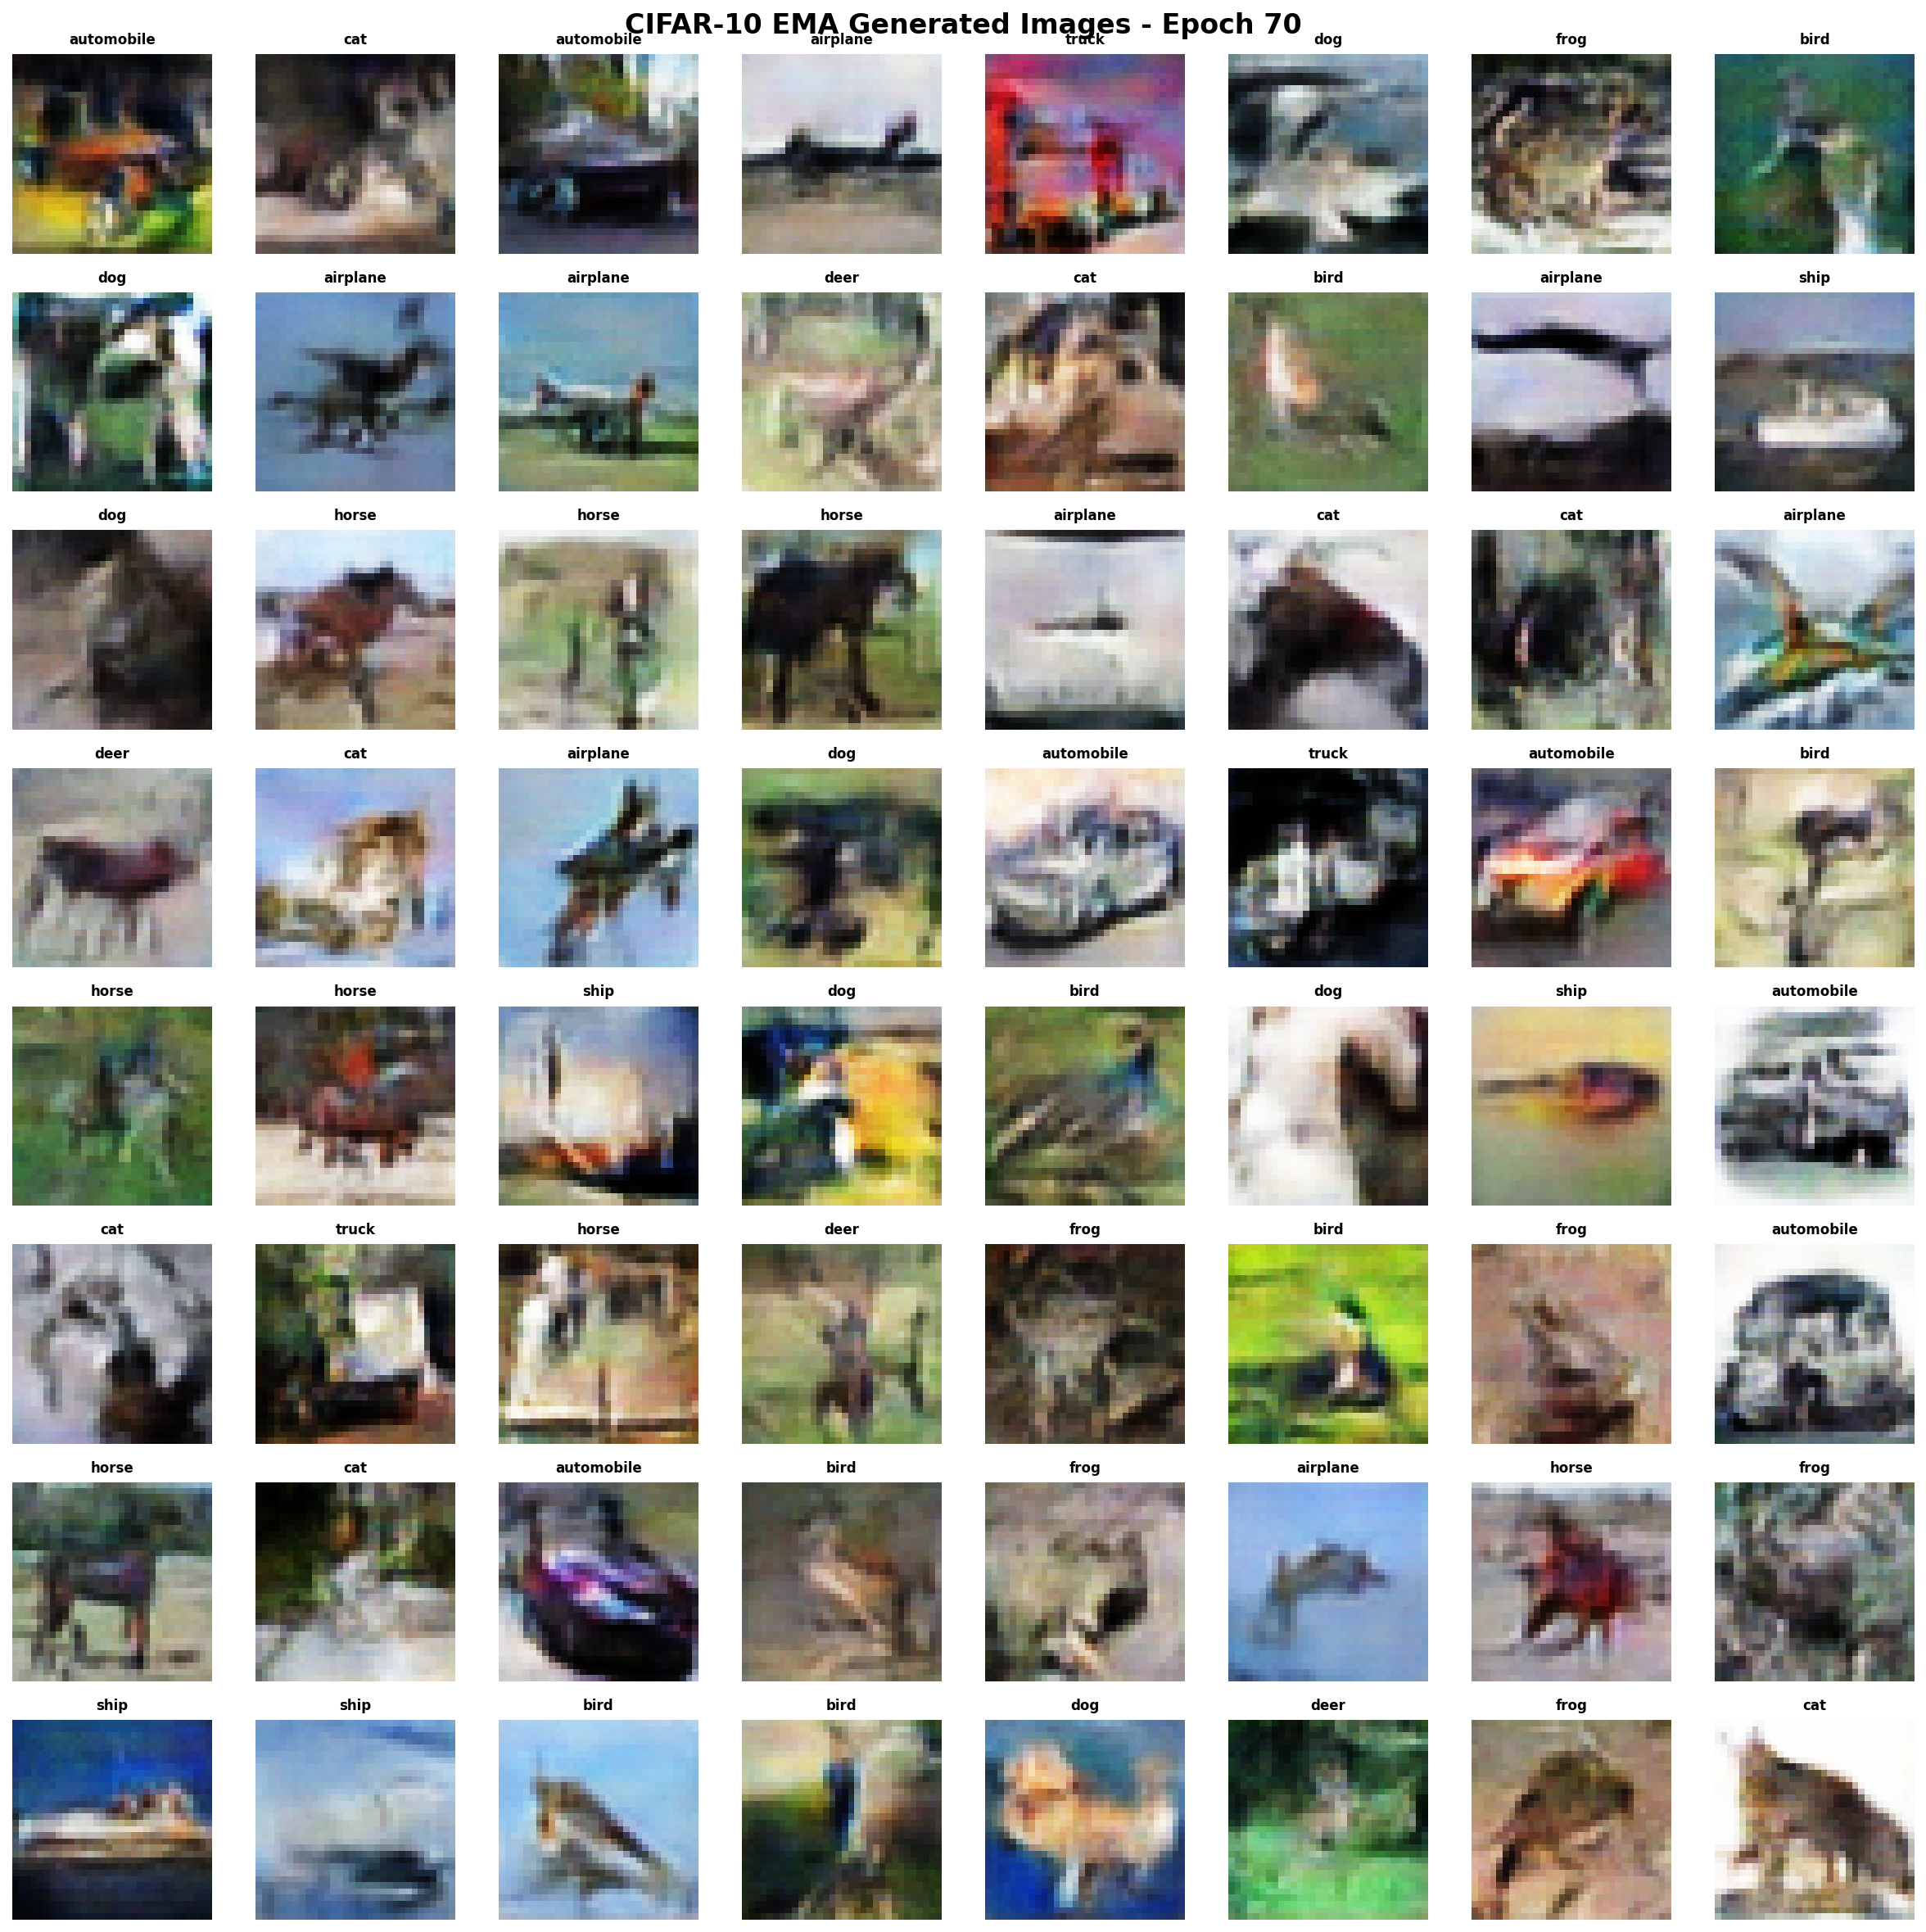 CIFAR-10 EMA Generated Images - Epoch 70
automobile cat automobile airplane truck dog frog bird
dog airplane airplane deer cat bird airplane ship
dog horse horse horse airplane cat cat airplane
deer cat airplane dog automobile truck automobile bird
horse horse ship dog bird dog ship automobile
cat truck horse deer frog bird frog automobile
horse cat automobile bird frog airplane horse frog
ship ship bird bird dog deer frog cat